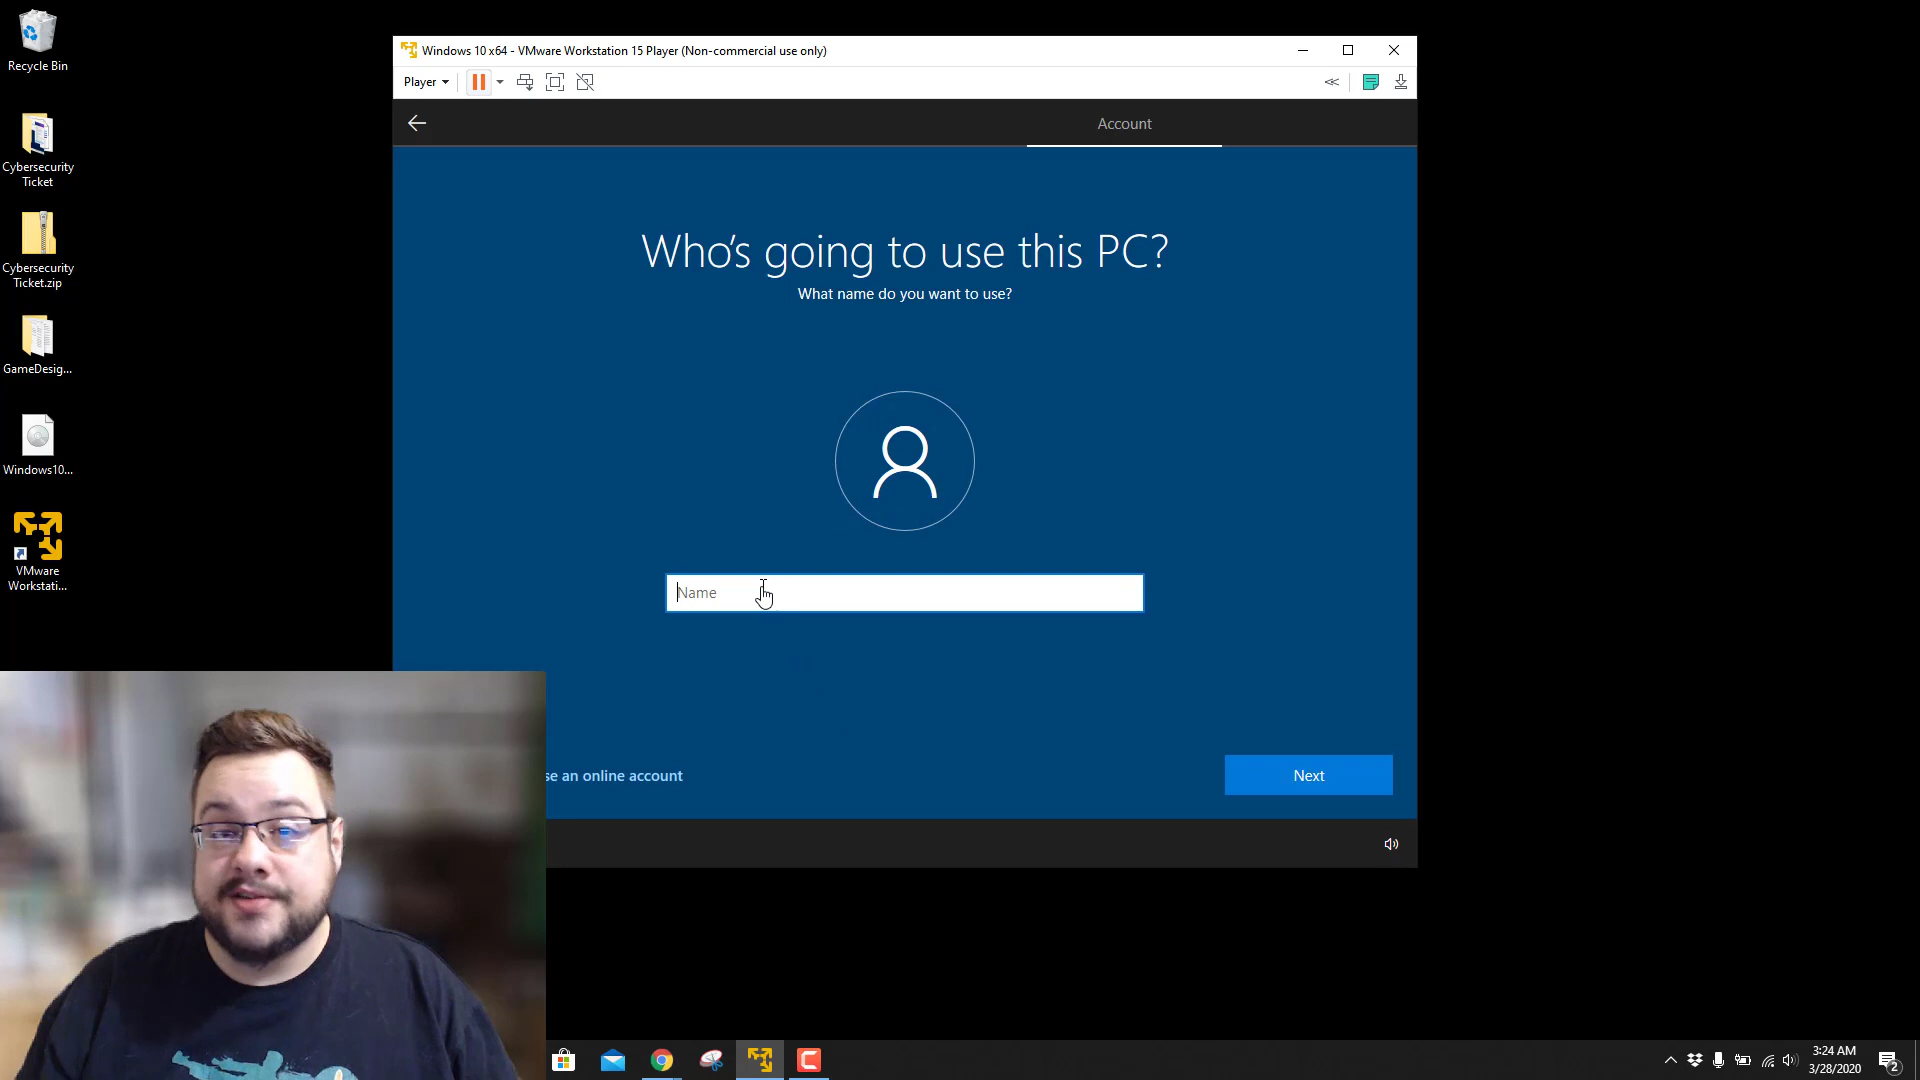 Recycle Bin
Cybersecurity
Ticket
Cybersecurity
Ticket.zip
GameDesig...
Windows10...
VMware
Workstati...
Windows 10 x64 - VMware Workstation 15 Player (Non-commercial use only)
Player
Account
Who's going to use this PC?
What name do you want to use?
Name
se an online account
Next
3:24 AM
3/28/2020
2